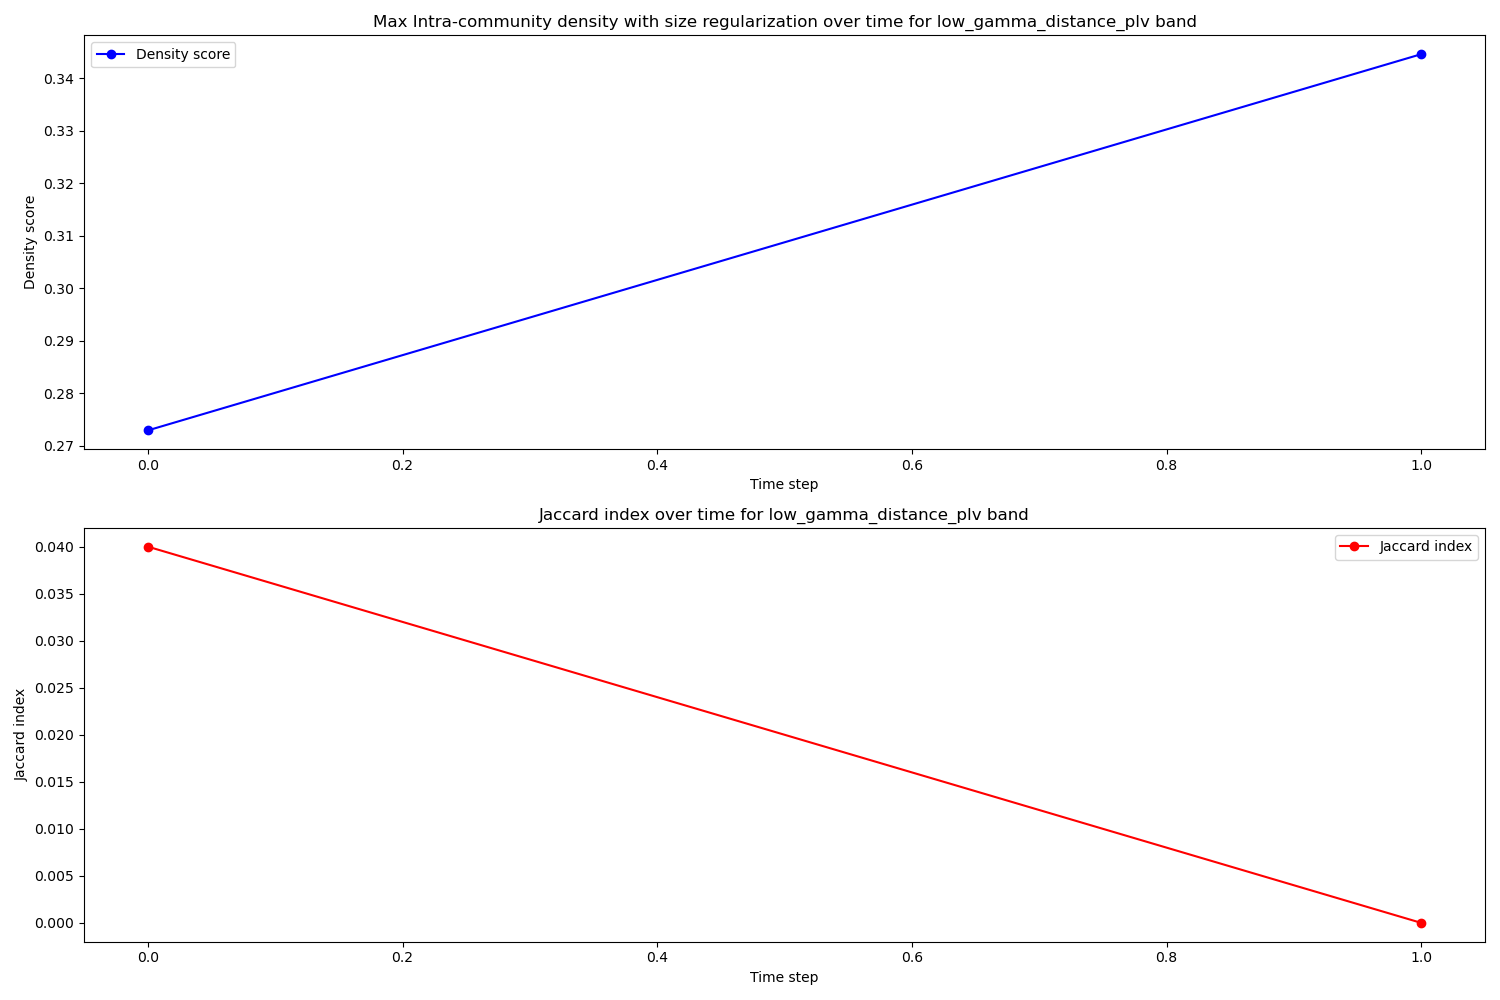 Max Intra-community density with size regularization over time for low_gamma_distance_plv band
Density score
0.34
0.33
0.32
0.31
0.30
0.29
0.28
0.27
Density score
0.0 0.2 0.4 0.6 0.8 1.0
Time step
Jaccard index over time for low_gamma_distance_plv band
Jaccard index
0.040
0.035
0.030
0.025
0.020
0.015
0.010
0.005
0.000
Jaccard index
0.0 0.2 0.4 0.6 0.8 1.0
Time step